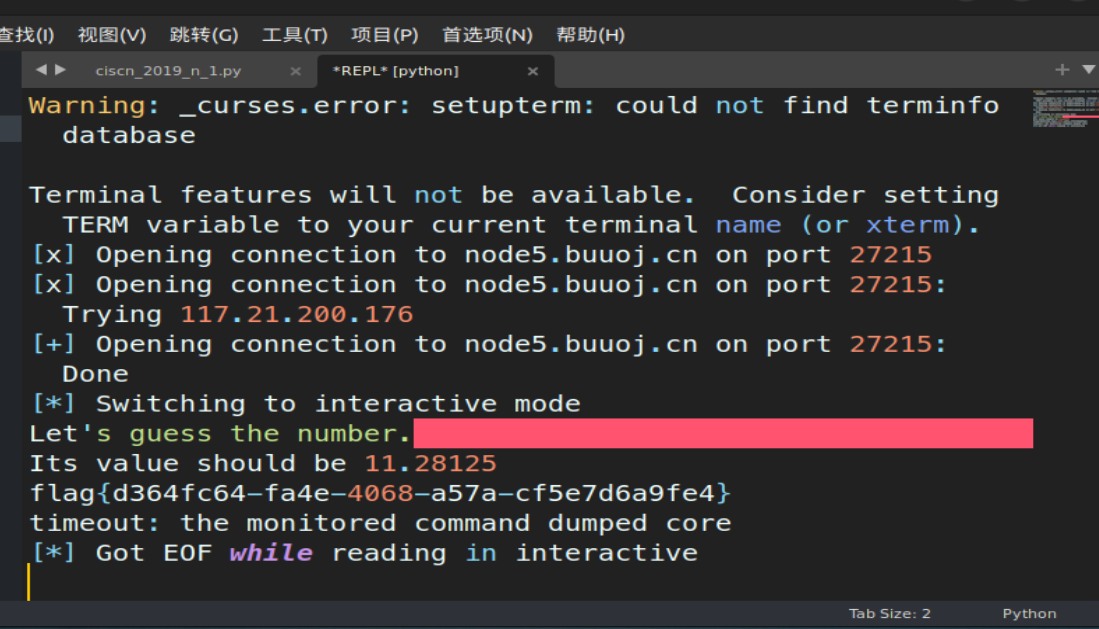 查找(I) 视图(V) 跳转(G) 工具(T) 项目(P) 首选项(N) 帮助(H)
ciscn_2019_n_1.py × *REPL* [python] ×
Warning: _curses.error: setupterm: could not find terminfo
database
Terminal features will not be available.  Consider setting
TERM variable to your current terminal name (or xterm).
[x] Opening connection to node5.buuoj.cn on port 27215
[x] Opening connection to node5.buuoj.cn on port 27215:
Trying 117.21.200.176
[+] Opening connection to node5.buuoj.cn on port 27215:
Done
[*] Switching to interactive mode
Let's guess the number.
Its value should be 11.28125
flag{d364fc64-fa4e-4068-a57a-cf5e7d6a9fe4}
timeout: the monitored command dumped core
[*] Got EOF while reading in interactive
Tab Size: 2 Python